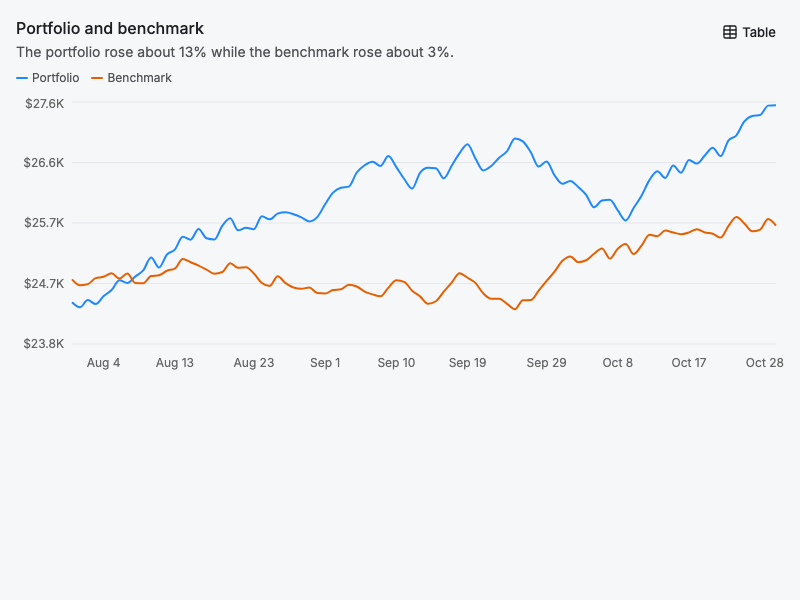 Portfolio and benchmark
Table
The portfolio rose about 13% while the benchmark rose about 3%.
Portfolio Benchmark
$27.6K
$26.6K
$25.7K
$24.7K
$23.8K
Aug 4 Aug 13 Aug 23 Sep 1 Sep 10 Sep 19 Sep 29 Oct 8 Oct 17 Oct 28